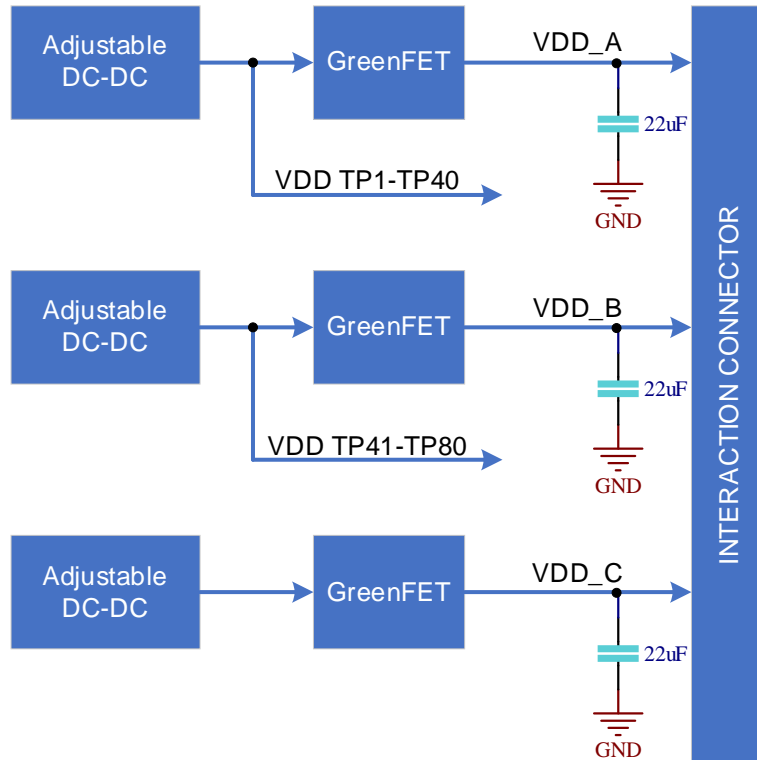 Adjustable
DC-DC
GreenFET
VDD_A
22uF
VDD TP1-TP40
GND
Adjustable
DC-DC
GreenFET
VDD_B
22uF
VDD TP41-TP80
GND
Adjustable
DC-DC
GreenFET
VDD_C
22uF
GND
INTERACTION CONNECTOR